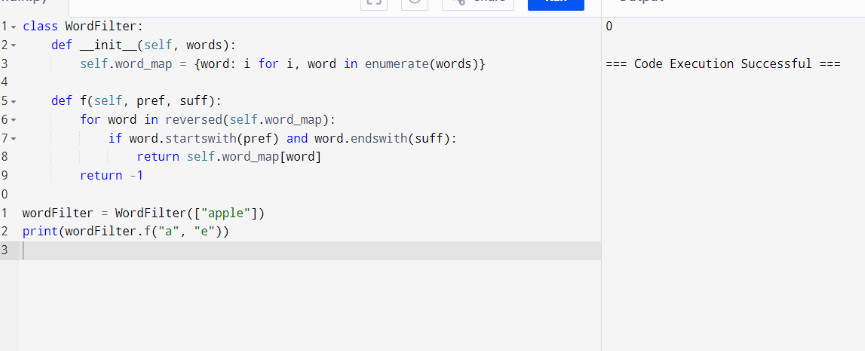 1 class WordFilter:
2     def __init__(self, words):
3         self.word_map = {word: i for i, word in enumerate(words)}
4
5     def f(self, pref, suff):
6         for word in reversed(self.word_map):
7             if word.startswith(pref) and word.endswith(suff):
8                 return self.word_map[word]
9         return -1
0
1 wordFilter = WordFilter(["apple"])
2 print(wordFilter.f("a", "e"))
3
0
=== Code Execution Successful ===